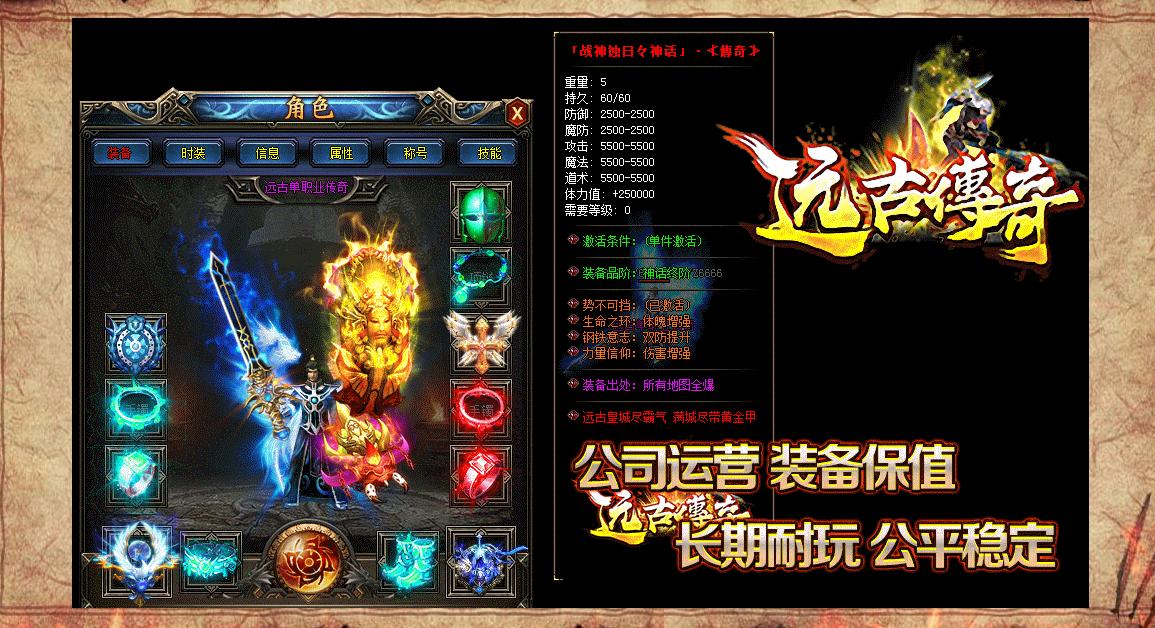 角色
X
装备 时装 信息 属性 称号 技能
远古单职业传奇
手镯
手镯
「战神蚀日々神话」-≮傳奇≯
重量: 5
持久: 60/60
防御: 2500-2500
魔防: 2500-2500
攻击: 5500-5500
魔法: 5500-5500
道术: 5500-5500
体力值: +250000
需要等级: 0
激活条件:(单件激活)
装备品阶:神话终阶
势不可挡:(已激活)
生命之环:体魄增强
钢铁意志:双防提升
力量信仰:伤害增强
装备出处:所有地图全爆
远古皇城尽霸气 满城尽带黄金甲
远古傳奇
公司运营 装备保值
远古傳奇
长期耐玩 公平稳定